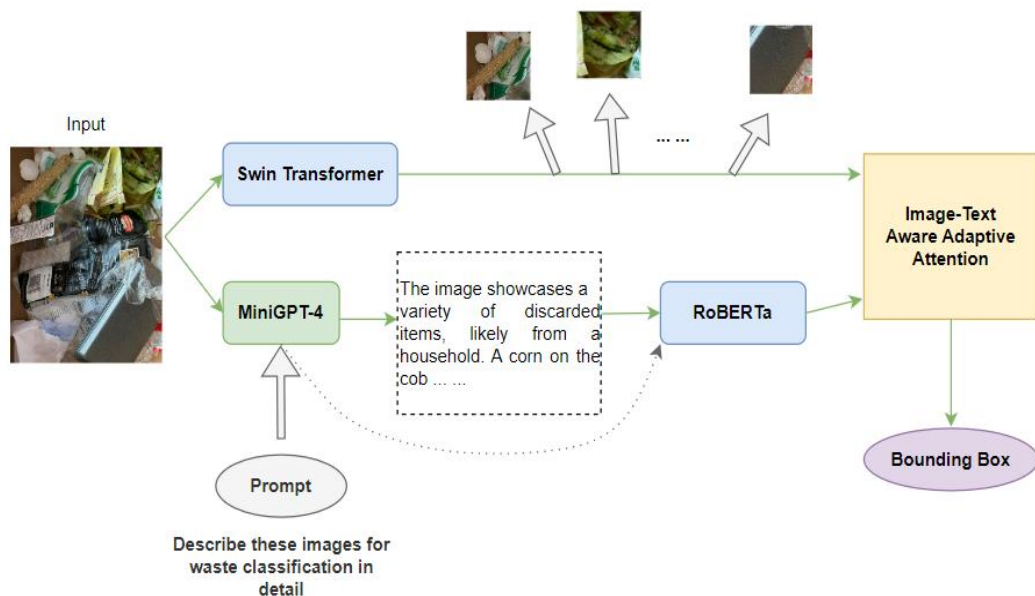 Input
Swin Transformer
... ...
Image-Text
Aware Adaptive
Attention
MiniGPT-4
The image showcases a
variety of discarded
items, likely from a
household. A corn on the
cob ... ...
RoBERTa
Prompt
Describe these images for
waste classification in
detail
Bounding Box